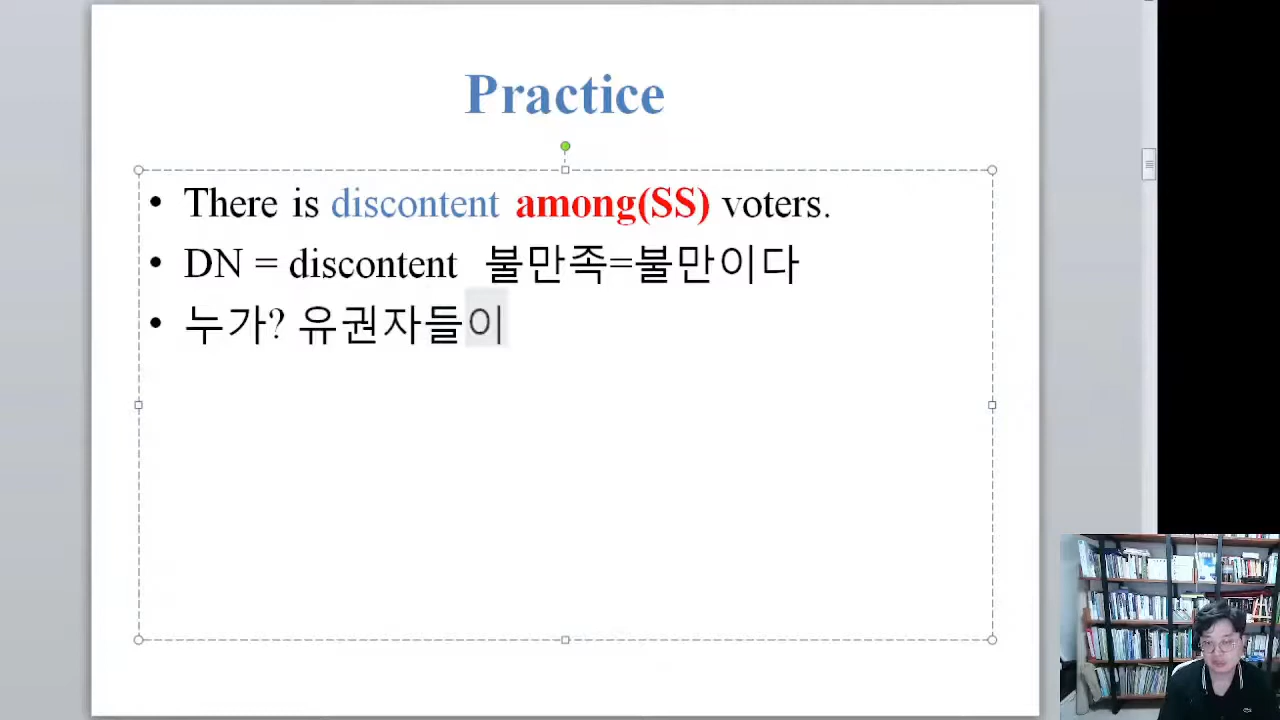 Practice
• There is discontent among(SS) voters.
• DN = discontent 불만족=불만이다
• 누가? 유권자들이